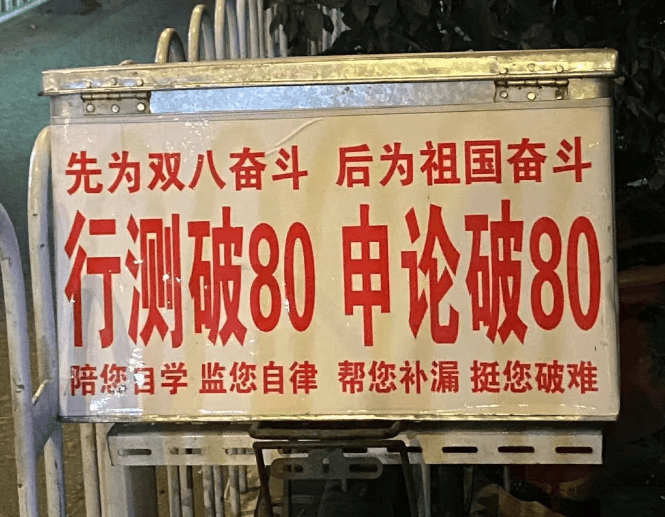 先为双八奋斗 后为祖国奋斗
行测破80 申论破80
陪您自学 监您自律 帮您补漏 挺您破难